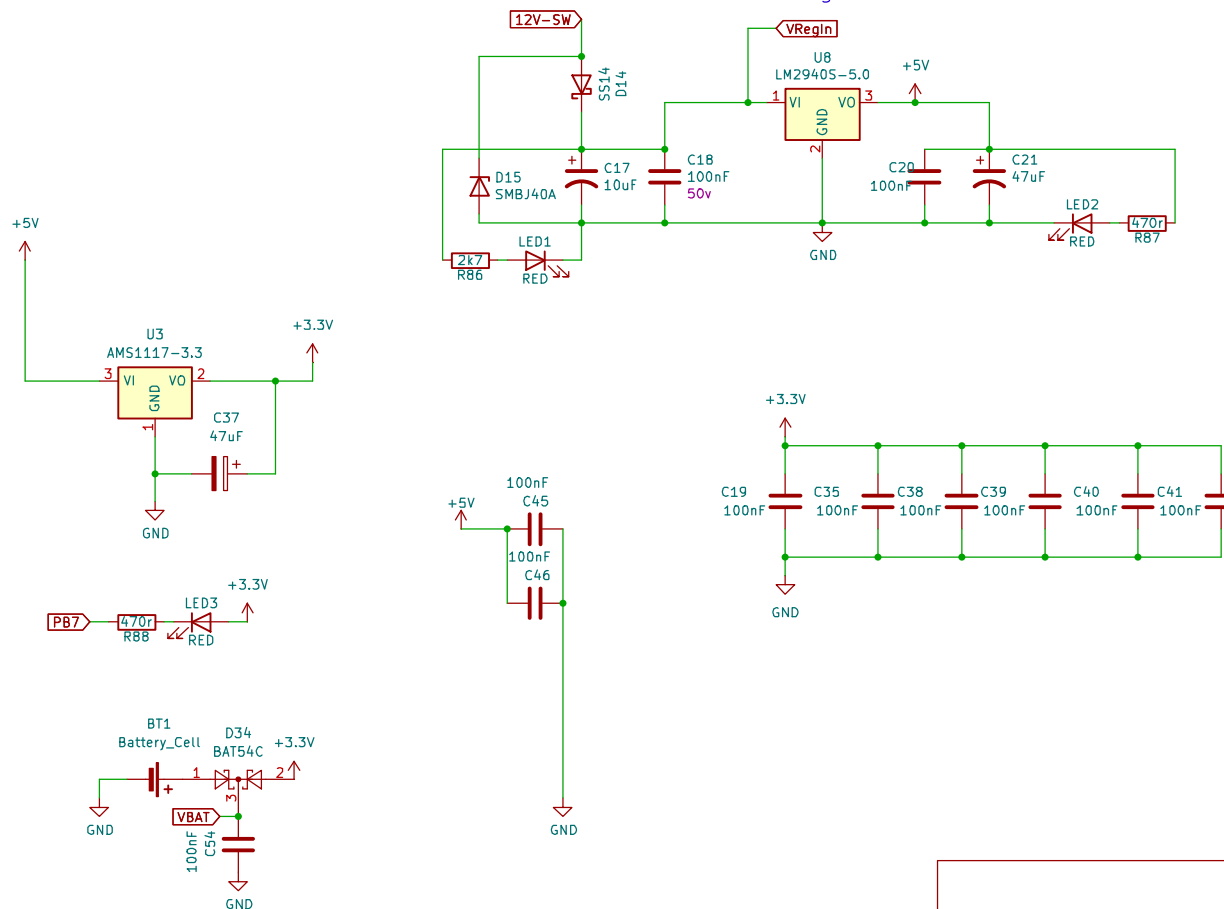 12V-SW
VRegIn
SS14
D14
U8
LM2940S-5.0
+5V
1
VI
VO
3
GND
2
+
C17
10uF
C18
100nF
50v
D15
SMBJ40A
C20
100nF
+
C21
47uF
LED1
RED
2k7
R86
GND
LED2
RED
470r
R87
+5V
U3
AMS1117-3.3
+3.3V
3
VI
VO
2
GND
1
C37
47uF
+
GND
+3.3V
C19
100nF
C35
100nF
C38
100nF
C39
100nF
C40
100nF
C41
100nF
GND
100nF
C45
+5V
100nF
C46
GND
PB7
470r
R88
LED3
RED
+3.3V
BT1
Battery_Cell
+
D34
BAT54C
+3.3V
1
2
3
GND
VBAT
100nF
C54
GND